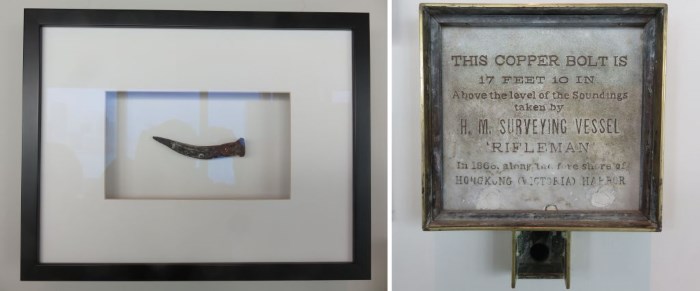 THIS COPPER BOLT IS
17 FEET 10 IN
Above the level of the Soundings
taken by
H. M. SURVEYING VESSEL
'RIFLEMAN
In 1866, along the fore shore of
HONGKONG (VICTORIA) HARBOR